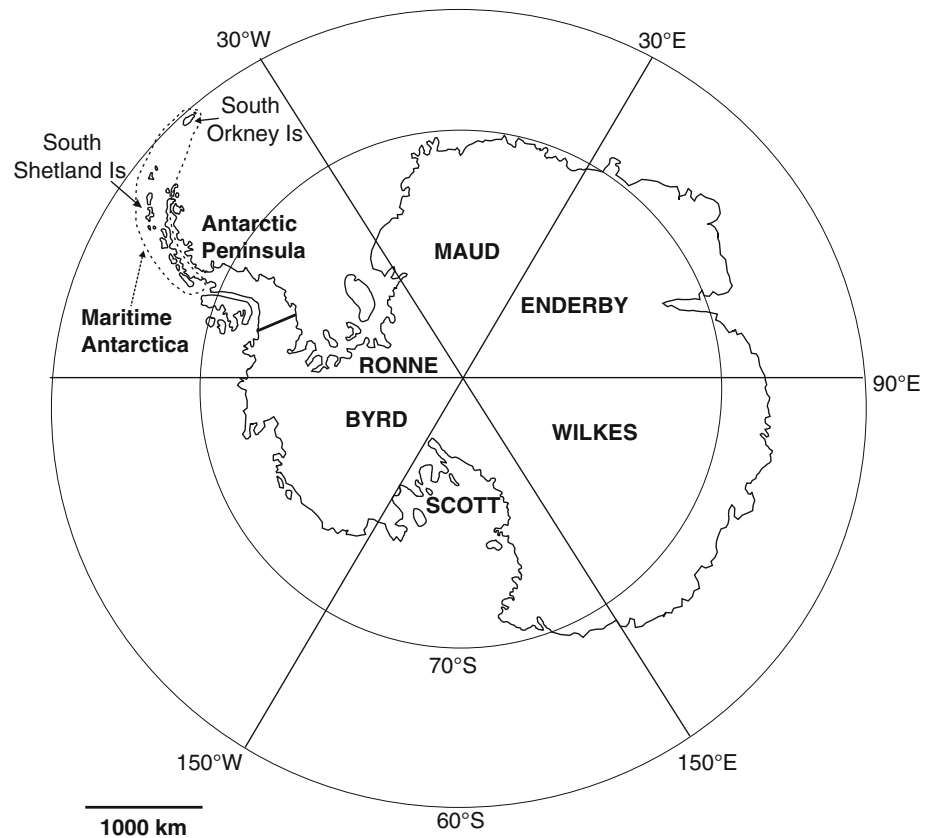 30°W
30°E
South
Orkney Is
South
Shetland Is
Antarctic
Peninsula
MAUD
ENDERBY
Maritime
Antarctica
RONNE
90°E
BYRD
WILKES
SCOTT
70°S
150°W
150°E
1000 km
60°S